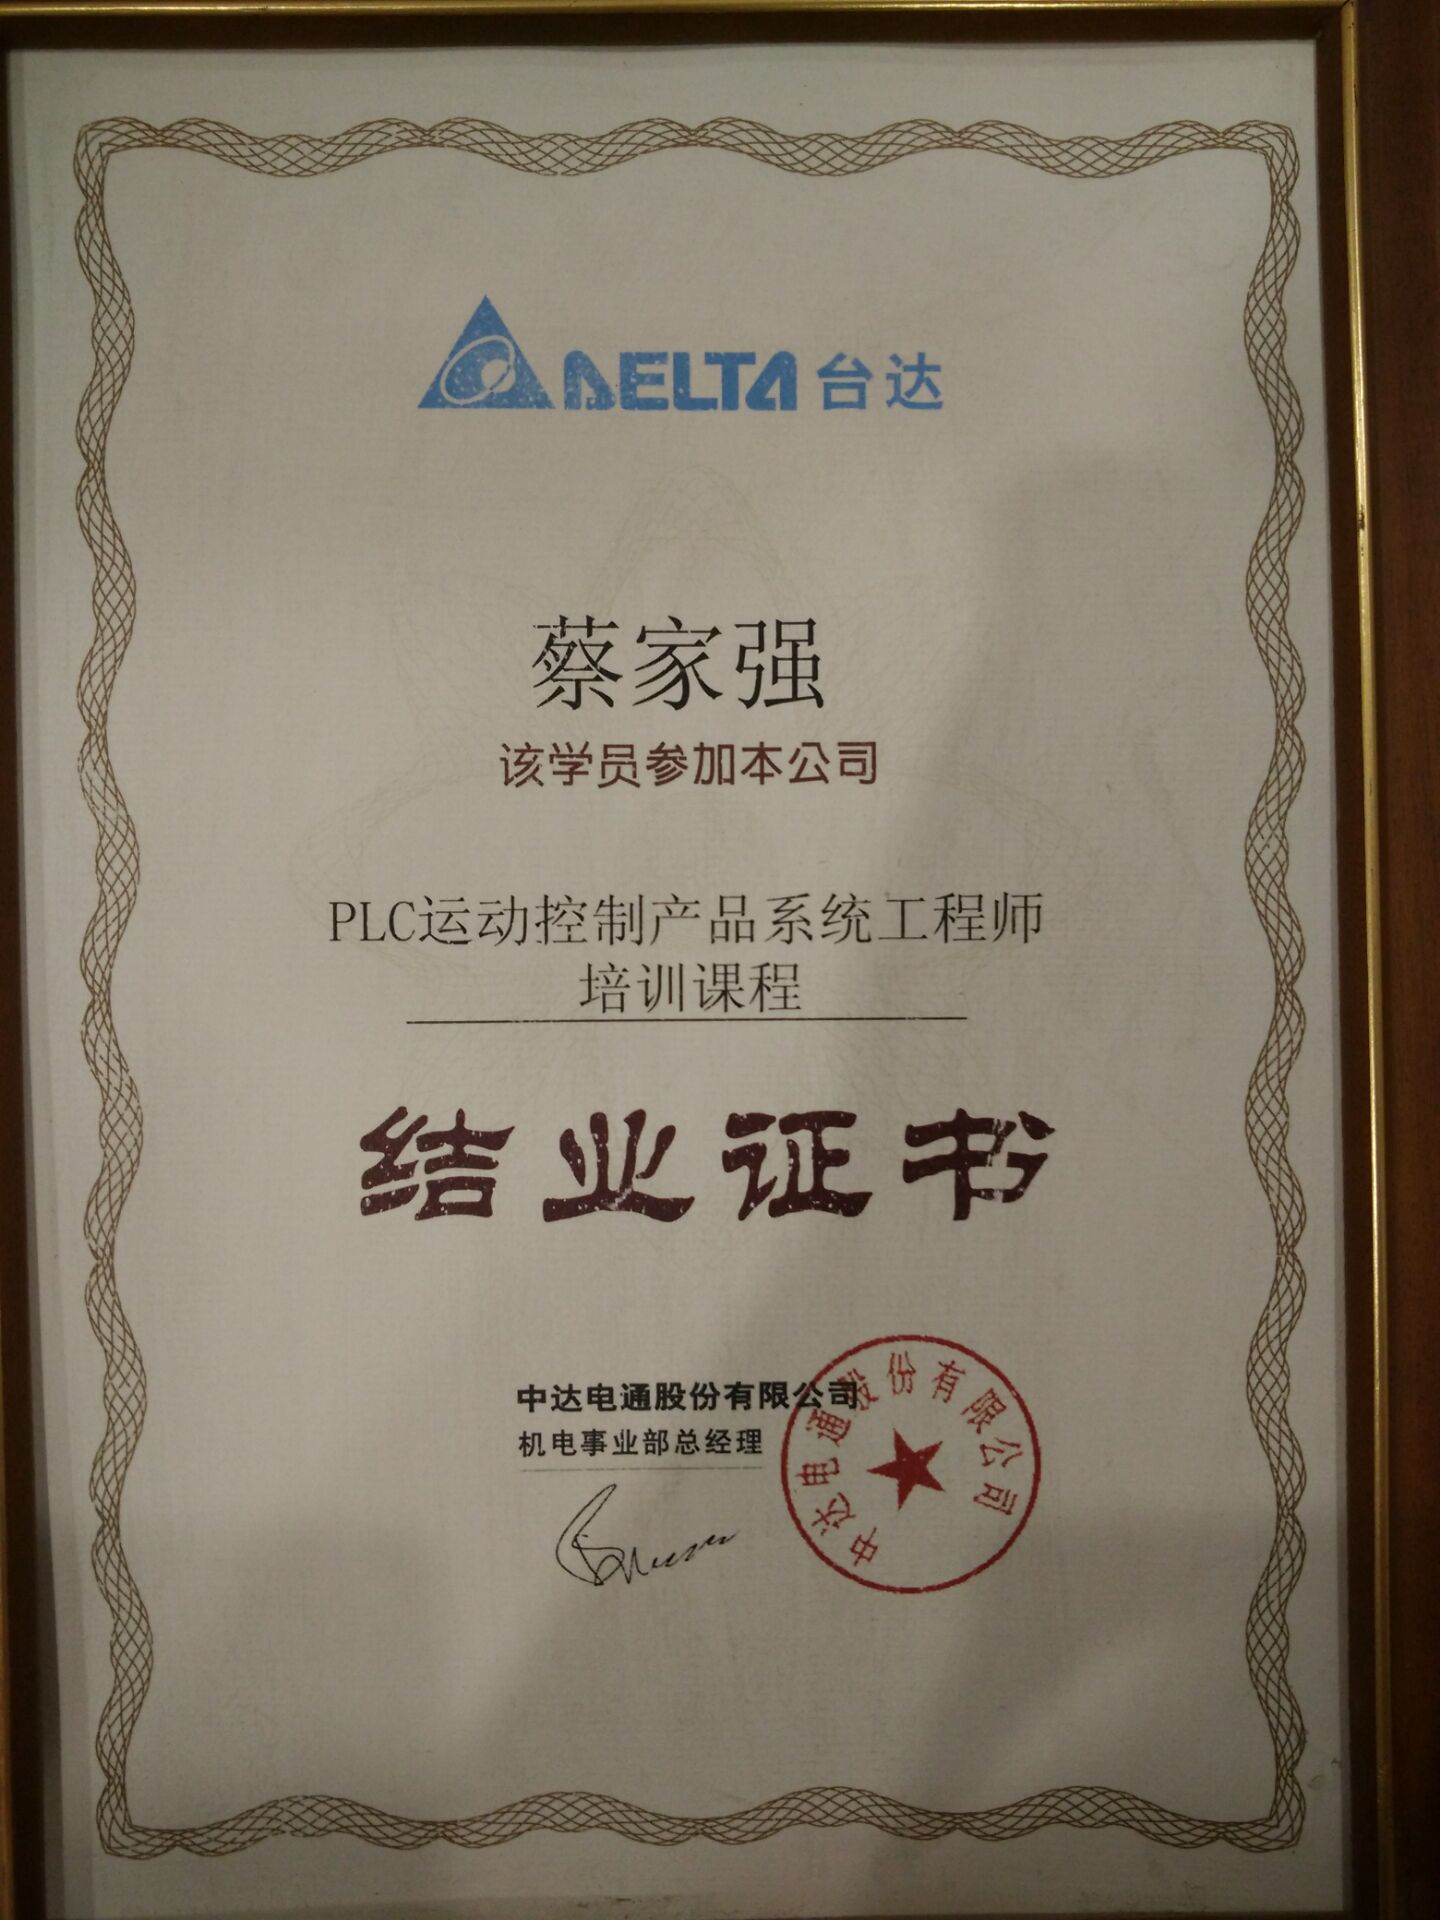 DELTA 台达
蔡家强
该学员参加本公司
PLC运动控制产品系统工程师
培训课程
结业证书
中达电通股份有限公司
机电事业部总经理
中达电通股份有限公司